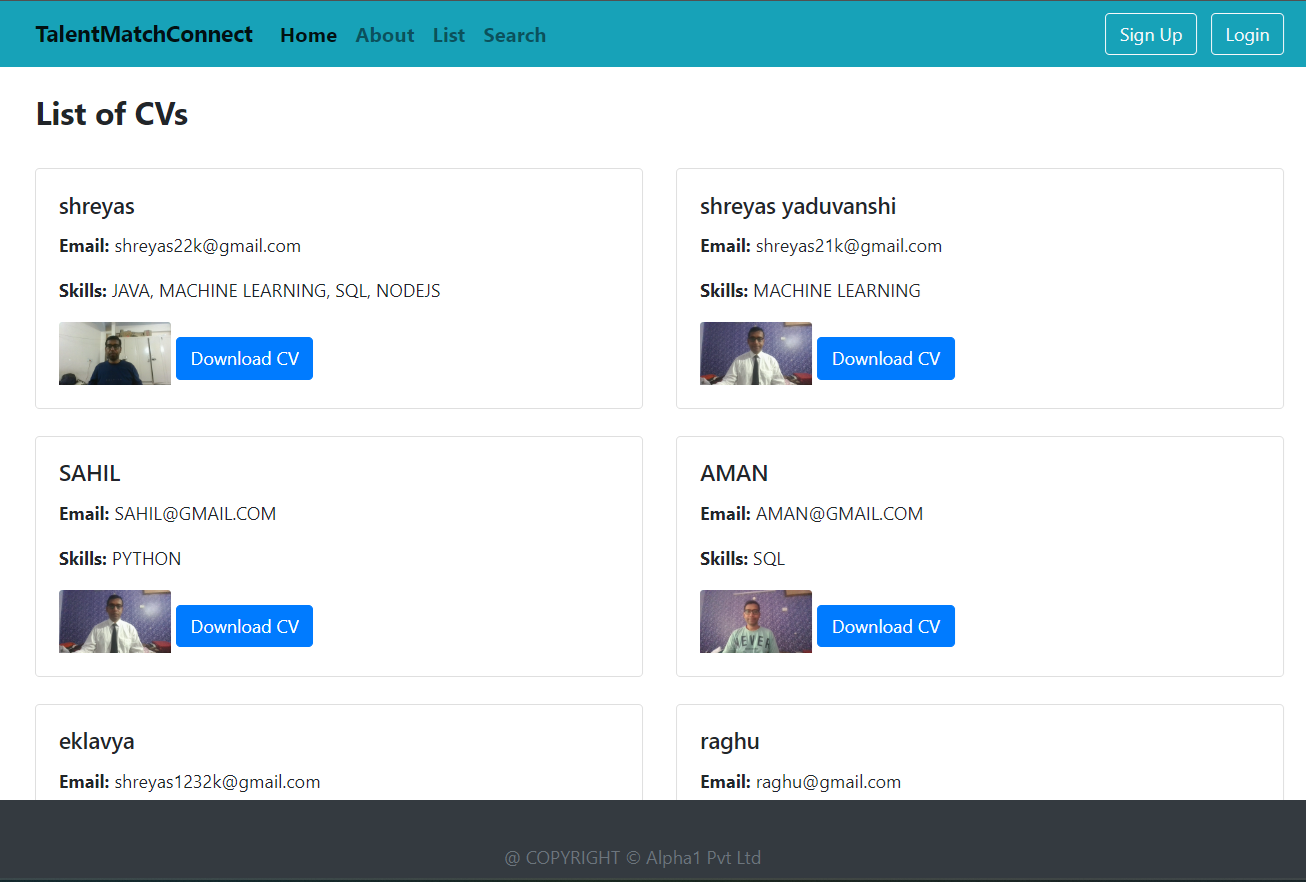 TalentMatchConnect Home About List Search Sign Up Login
List of CVs
shreyas
Email: shreyas22k@gmail.com
Skills: JAVA, MACHINE LEARNING, SQL, NODEJS
Download CV
shreyas yaduvanshi
Email: shreyas21k@gmail.com
Skills: MACHINE LEARNING
Download CV
SAHIL
Email: SAHIL@GMAIL.COM
Skills: PYTHON
Download CV
AMAN
Email: AMAN@GMAIL.COM
Skills: SQL
NEVER
Download CV
eklavya
Email: shreyas1232k@gmail.com
raghu
Email: raghu@gmail.com
@ COPYRIGHT © Alpha1 Pvt Ltd